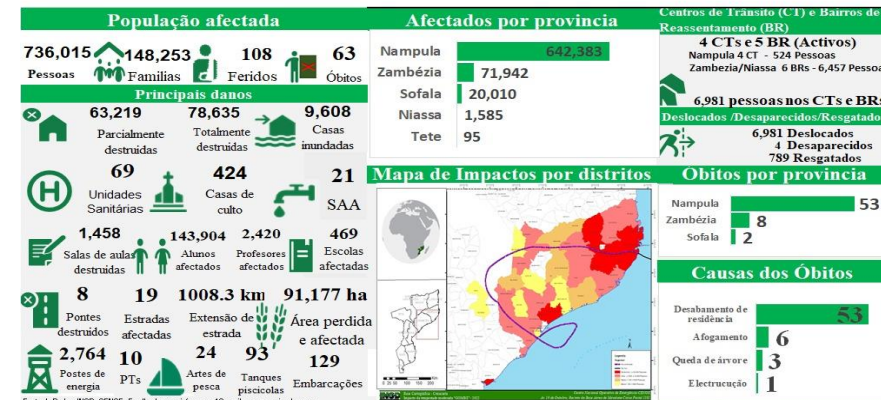 População afectada
736,015
Pessoas
148,253
Familias
108
Feridos
63
Óbitos
Principais danos
63,219
Parcialmente
destruidas
78,635
Totalmente
destruidas
9,608
Casas
inundadas
69
Unidades
Sanitárias
424
Casas de
culto
21
SAA
1,458
Salas de aulas
destruidas
143,904
Alunos
afectados
2,420
Profesores
afectados
469
Escolas
afectadas
8
Pontes
destruidos
19
Estradas
afectadas
1008.3 km
Extensão de
estrada
91,177 ha
Área perdida
e afectada
2,764
Postes de
energia
10
PTs
24
Artes de
pesca
93
Tanques
piscicolas
129
Embarcações
Afectados por provincia
Nampula 642,383
Zambézia 71,942
Sofala 20,010
Niassa 1,585
Tete 95
Mapa de Impactos por distritos
Centros de Trânsito (CT) e Bairros de
Reassentamento (BR)
4 CTs e 5 BR (Activos)
Nampula 4 CT - 524 Pessoas
Zambezia/Niassa 6 BRs - 6,457 Pessoa
6,981 pessoas nos CTs e BRs
Deslocados /Desaparecidos/Resgatado
6,981 Deslocados
4 Desaparecidos
789 Resgatados
Óbitos por provincia
Nampula 53
Zambézia 8
Sofala 2
Causas dos Óbitos
Desabamento de
residência 53
Afogamento 6
Queda de árvore 3
Electrucução 1